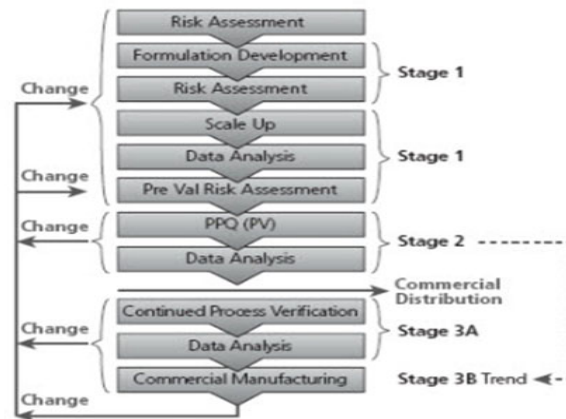 Risk Assessment
Formulation Development
Stage 1
Change
Risk Assessment
Scale Up
Data Analysis
Stage 1
Change
Pre Val Risk Assessment
PPQ (PV)
Change
Stage 2
Data Analysis
Commercial
Distribution
Continued Process Verification
Change
Stage 3A
Data Analysis
Commercial Manufacturing
Stage 3B Trend
Change